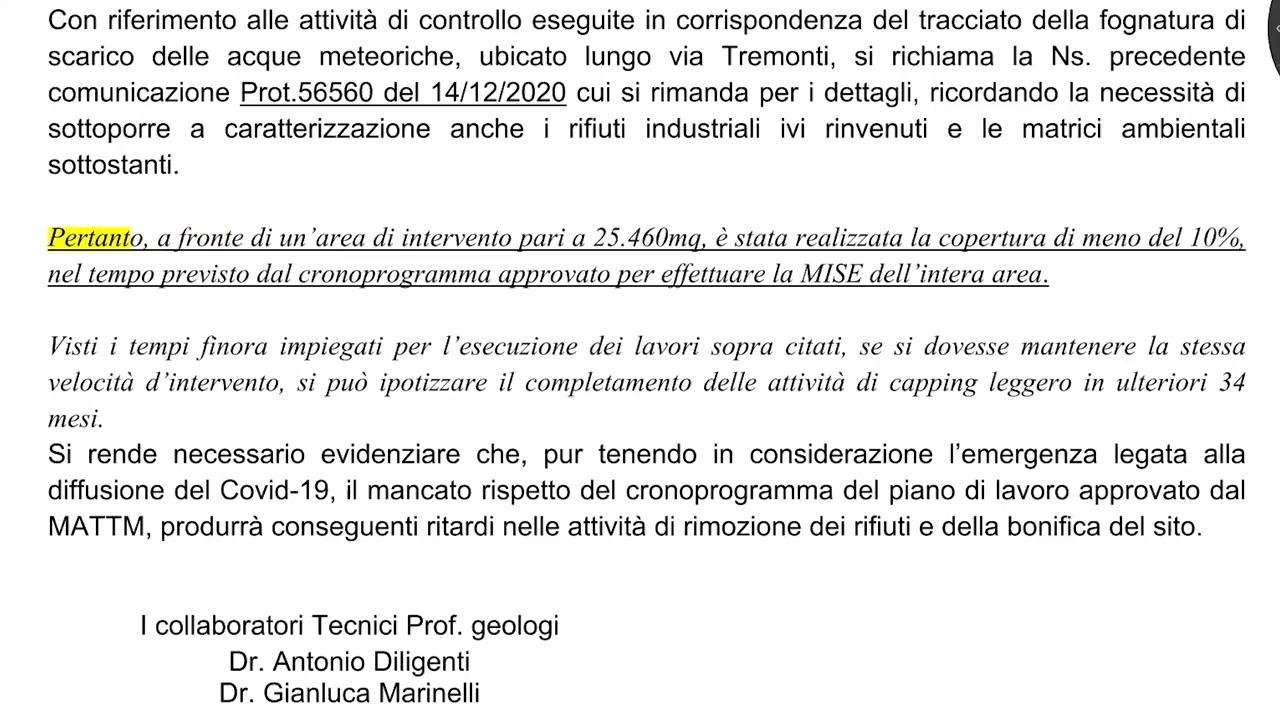 Con riferimento alle attività di controllo eseguite in corrispondenza del tracciato della fognatura di
scarico delle acque meteoriche, ubicato lungo via Tremonti, si richiama la Ns. precedente
comunicazione Prot.56560 del 14/12/2020 cui si rimanda per i dettagli, ricordando la necessità di
sottoporre a caratterizzazione anche i rifiuti industriali ivi rinvenuti e le matrici ambientali
sottostanti.
Pertanto, a fronte di un’area di intervento pari a 25.460mq, è stata realizzata la copertura di meno del 10%,
nel tempo previsto dal cronoprogramma approvato per effettuare la MISE dell’intera area.
Visti i tempi finora impiegati per l’esecuzione dei lavori sopra citati, se si dovesse mantenere la stessa
velocità d’intervento, si può ipotizzare il completamento delle attività di capping leggero in ulteriori 34
mesi.
Si rende necessario evidenziare che, pur tenendo in considerazione l’emergenza legata alla
diffusione del Covid-19, il mancato rispetto del cronoprogramma del piano di lavoro approvato dal
MATTM, produrrà conseguenti ritardi nelle attività di rimozione dei rifiuti e della bonifica del sito.
I collaboratori Tecnici Prof. geologi
Dr. Antonio Diligenti
Dr. Gianluca Marinelli